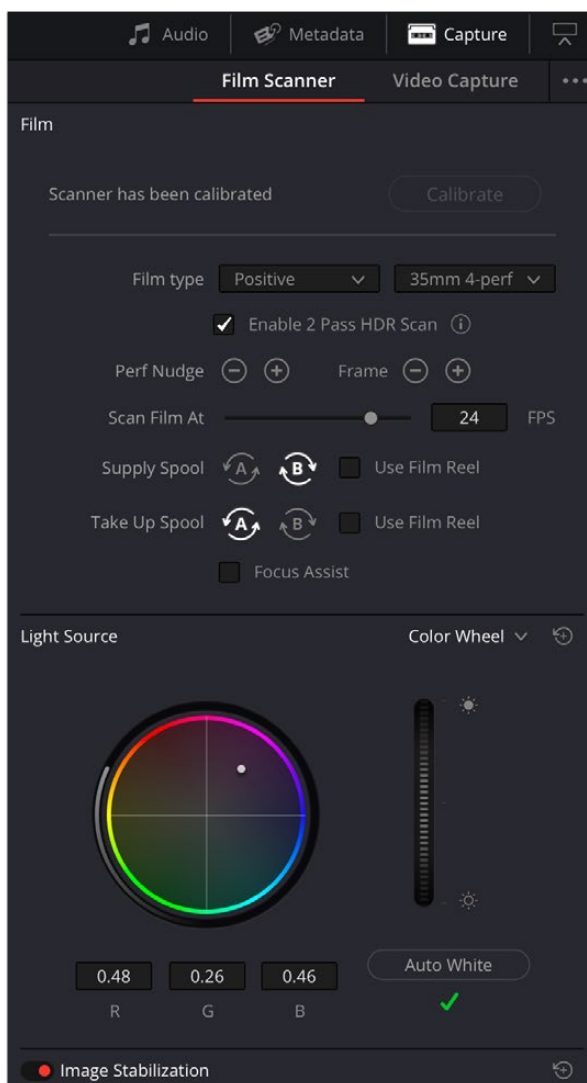 Audio Metadata Capture
Film Scanner Video Capture
Film
Scanner has been calibrated Calibrate
Film type Positive 35mm 4-perf
Enable 2 Pass HDR Scan
Perf Nudge Frame
Scan Film At 24 FPS
Supply Spool A B Use Film Reel
Take Up Spool A B Use Film Reel
Focus Assist
Light Source Color Wheel
0.48 0.26 0.46 Auto White
R G B
Image Stabilization